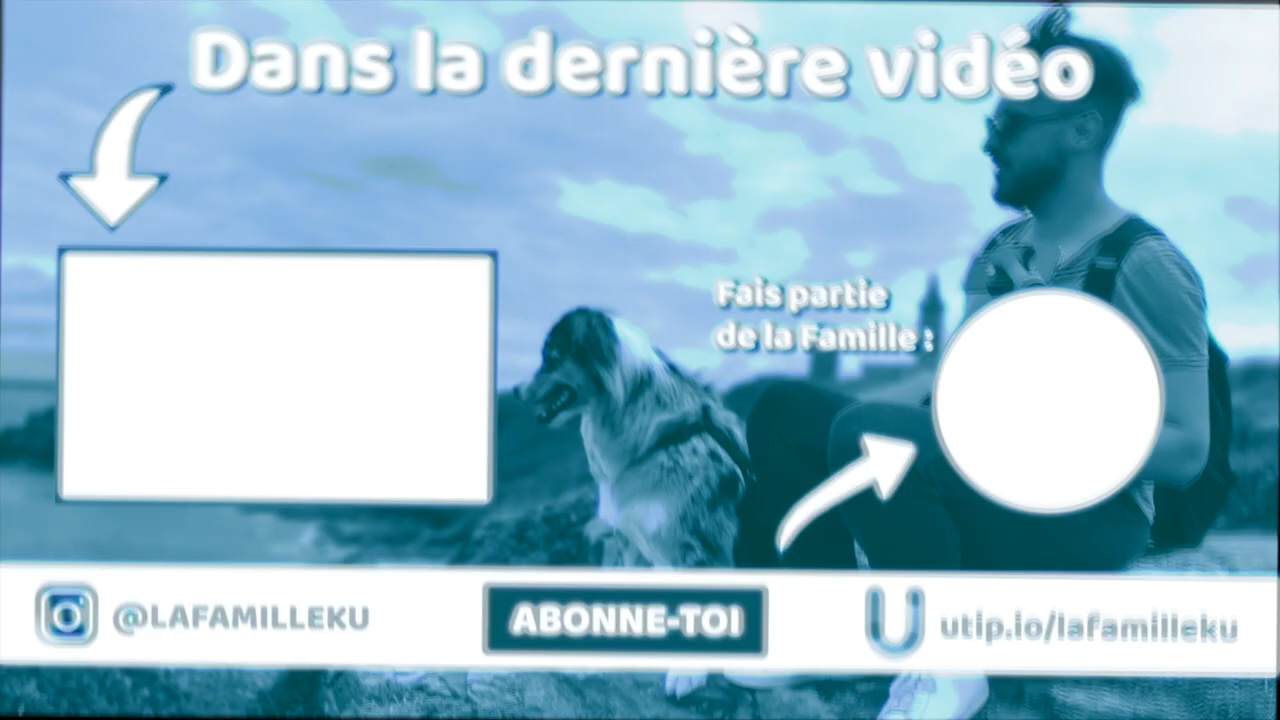 Dans la dernière vidéo
Fais partie
de la Famille :
@LAFAMILLEKU
ABONNE-TOI
utip.io/lafamilleku